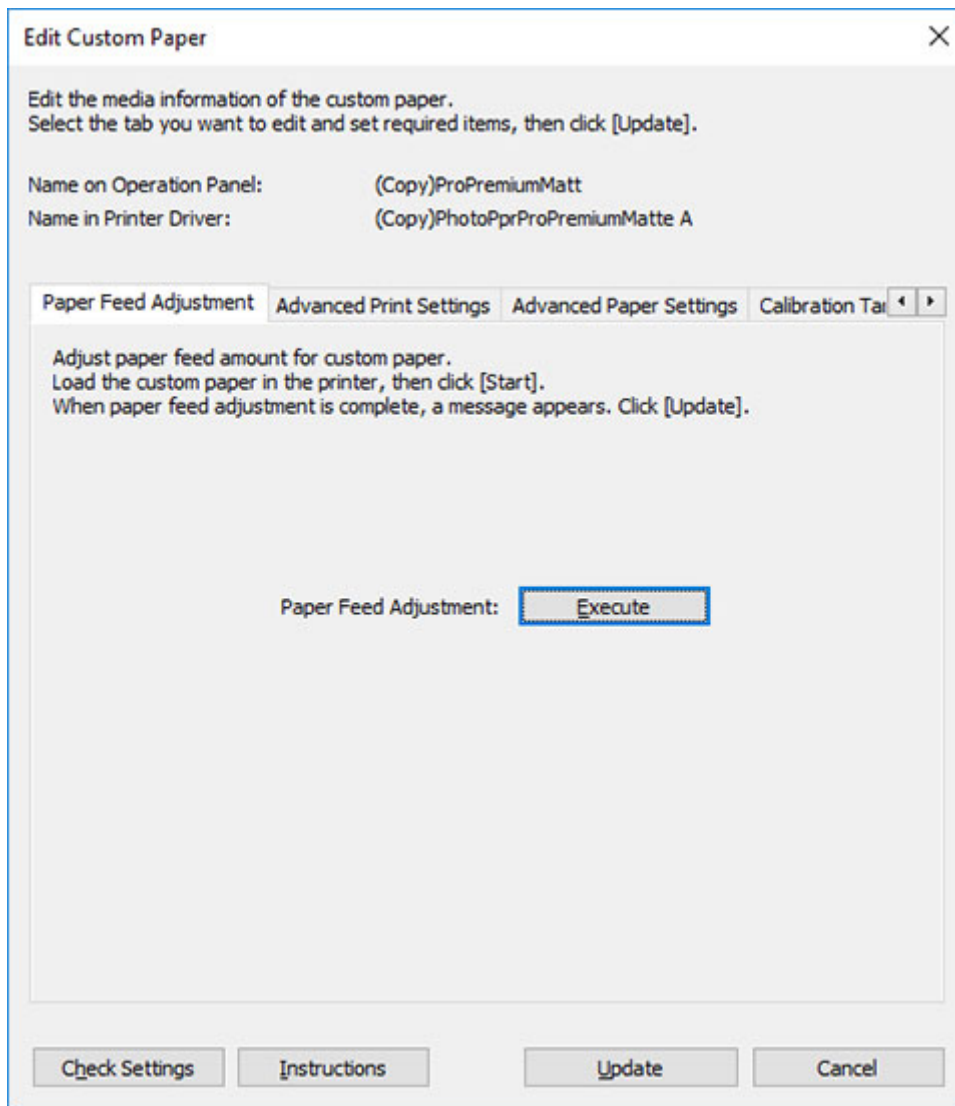 Edit Custom Paper
Edit the media information of the custom paper.
Select the tab you want to edit and set required items, then click [Update].
Name on Operation Panel: (Copy)ProPremiumMatt
Name in Printer Driver: (Copy)PhotoPprProPremiumMatte A
Paper Feed Adjustment Advanced Print Settings Advanced Paper Settings Calibration Tar
Adjust paper feed amount for custom paper.
Load the custom paper in the printer, then click [Start].
When paper feed adjustment is complete, a message appears. Click [Update].
Paper Feed Adjustment: Execute
Check Settings Instructions Update Cancel